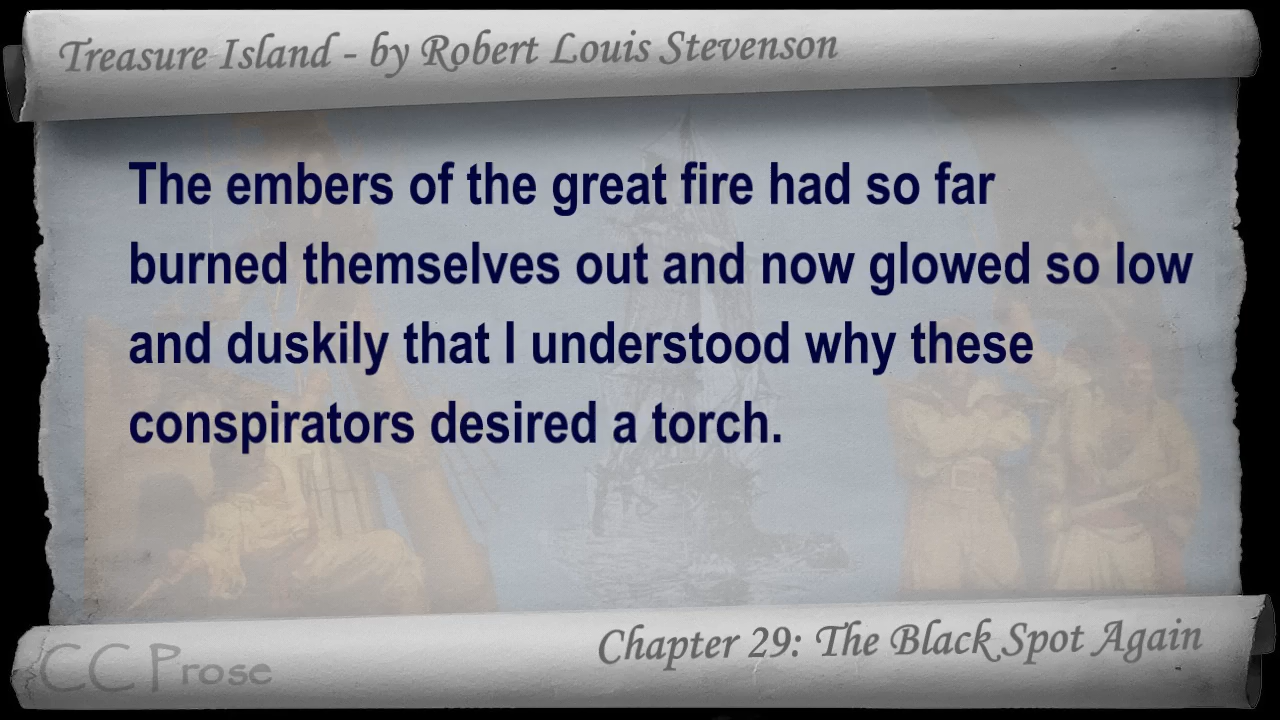 Treasure Island - by Robert Louis Stevenson
The embers of the great fire had so far
burned themselves out and now glowed so low
and duskily that I understood why these
conspirators desired a torch.
Chapter 29: The Black Spot Again
CC Prose